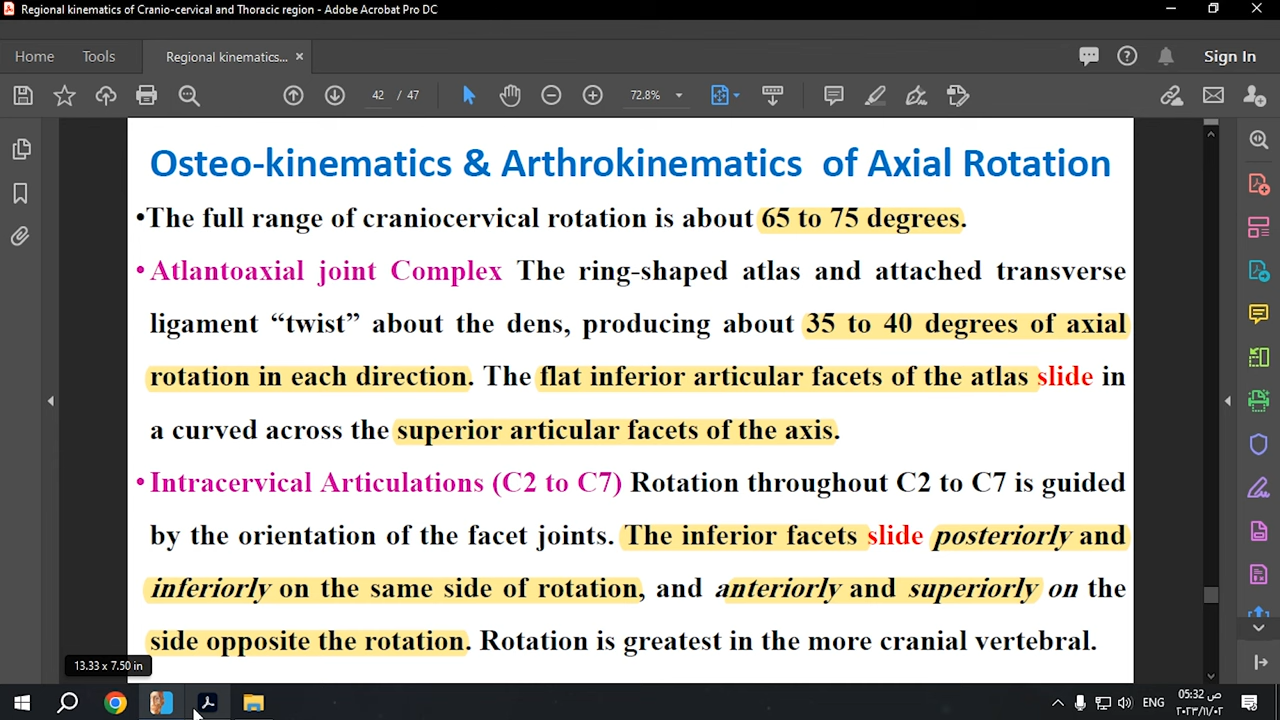 Regional kinematics of Cranio-cervical and Thoracic region - Adobe Acrobat Pro DC
Home Tools Regional kinematics... × Sign In
42 / 47 72.8%
Osteo-kinematics & Arthrokinematics of Axial Rotation
•The full range of craniocervical rotation is about 65 to 75 degrees.
•Atlantoaxial joint Complex The ring-shaped atlas and attached transverse
ligament “twist” about the dens, producing about 35 to 40 degrees of axial
rotation in each direction. The flat inferior articular facets of the atlas slide in
a curved across the superior articular facets of the axis.
•Intracervical Articulations (C2 to C7) Rotation throughout C2 to C7 is guided
by the orientation of the facet joints. The inferior facets slide posteriorly and
inferiorly on the same side of rotation, and anteriorly and superiorly on the
side opposite the rotation. Rotation is greatest in the more cranial vertebral.
13.33 x 7.50 in
ENG 05:32 ص
٢٠٢٣/١١/٠٢